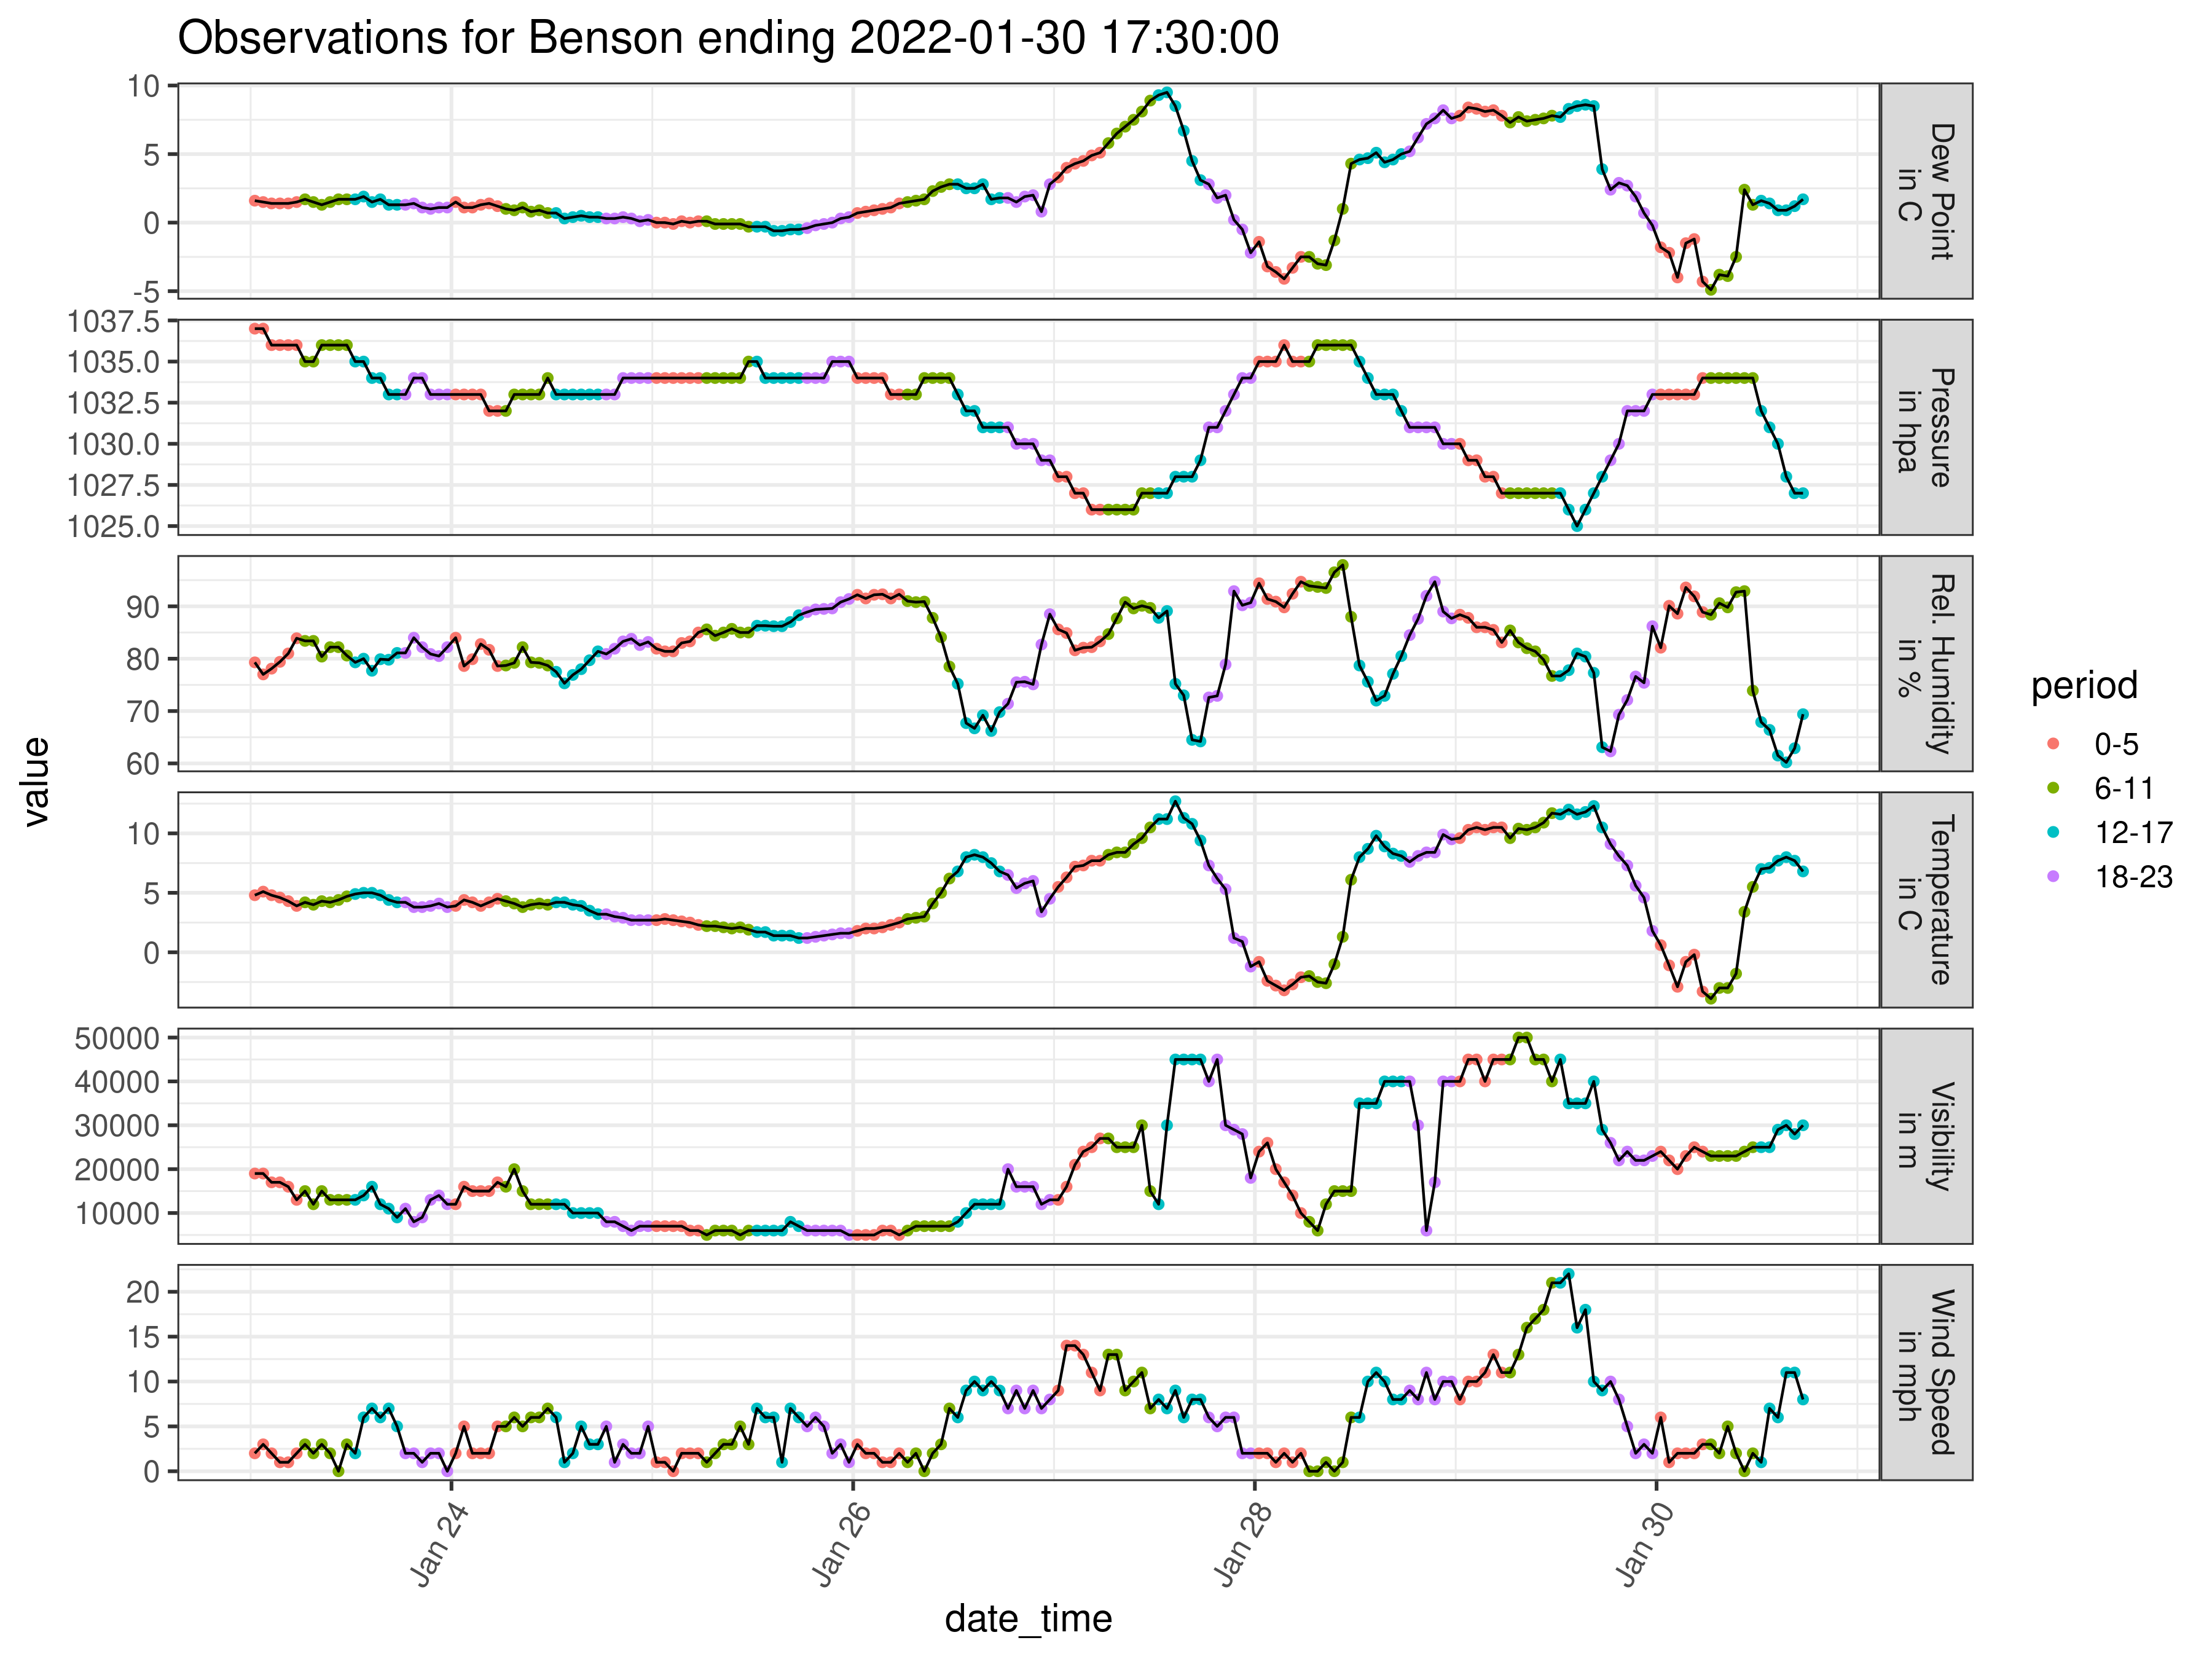 Observations for Benson ending 2022-01-30 17:30:00
value
10
5
0
-5
Dew Point
in C
1037.5
1035.0
1032.5
1030.0
1027.5
1025.0
Pressure
in hpa
90
80
70
60
Rel. Humidity
in %
10
5
0
Temperature
in C
50000
40000
30000
20000
10000
Visibility
in m
20
15
10
5
0
Wind Speed
in mph
Jan 24
Jan 26
Jan 28
Jan 30
date_time
period
0-5
6-11
12-17
18-23